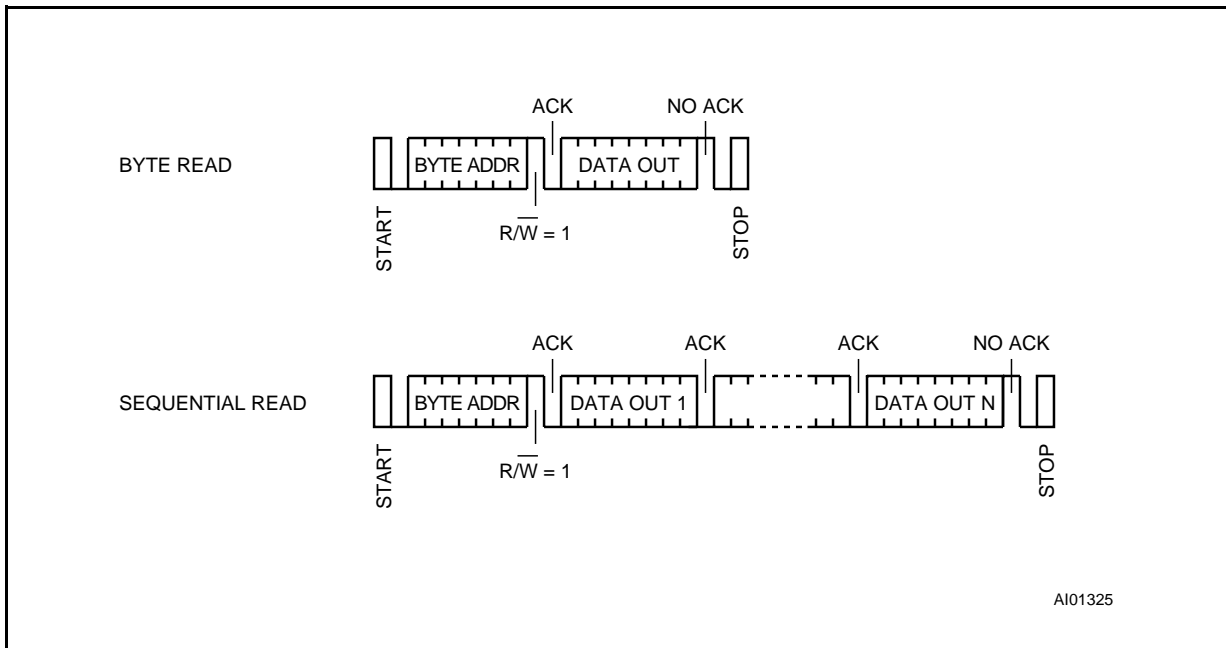 ACK NO ACK
BYTE READ
BYTE ADDR DATA OUT
START
R/W = 1
STOP
ACK ACK ACK NO ACK
SEQUENTIAL READ
BYTE ADDR DATA OUT 1 DATA OUT N
START
R/W = 1
STOP
AI01325